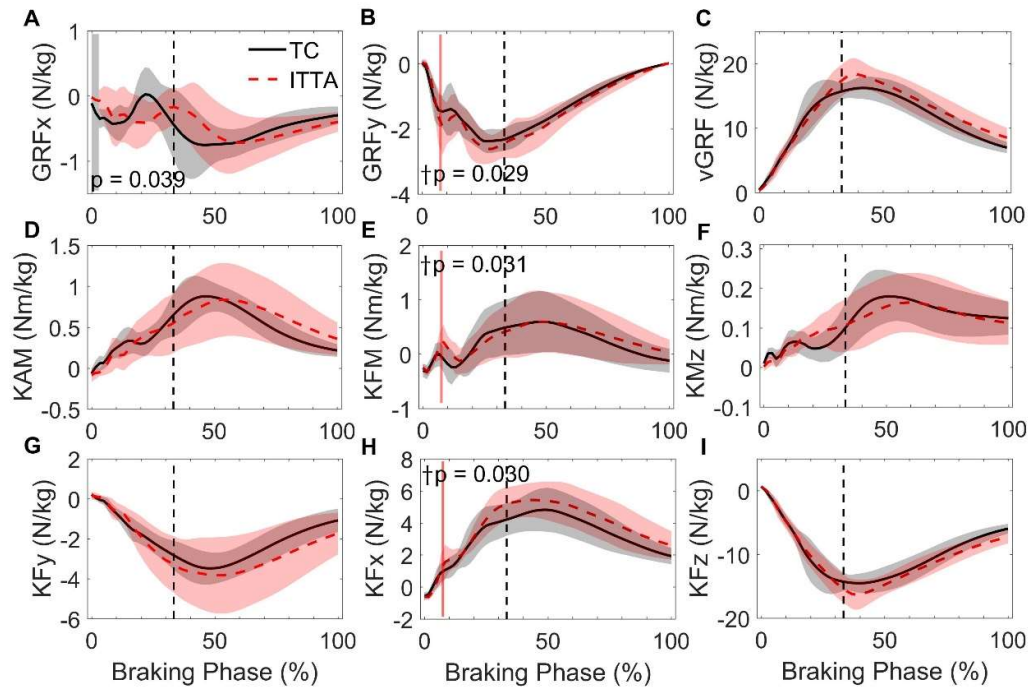 A
GRFx (N/kg)
1
0
-1
0
50
100
TC
ITTA
p = 0.039
B
GRFy (N/kg)
0
-2
-4
0
50
100
†p = 0.029
C
vGRF (N/kg)
20
10
0
0
50
100
D
KAM (Nm/kg)
1.5
1
0.5
0
-0.5
0
50
100
E
KFM (Nm/kg)
2
1
0
-1
0
50
100
†p = 0.031
F
KMz (Nm/kg)
0.3
0.2
0.1
0
-0.1
0
50
100
G
KFy (N/kg)
2
0
-2
-4
-6
0
50
100
Braking Phase (%)
H
KFx (N/kg)
8
6
4
2
0
-2
0
50
100
†p = 0.030
Braking Phase (%)
I
KFz (N/kg)
0
-10
-20
0
50
100
Braking Phase (%)